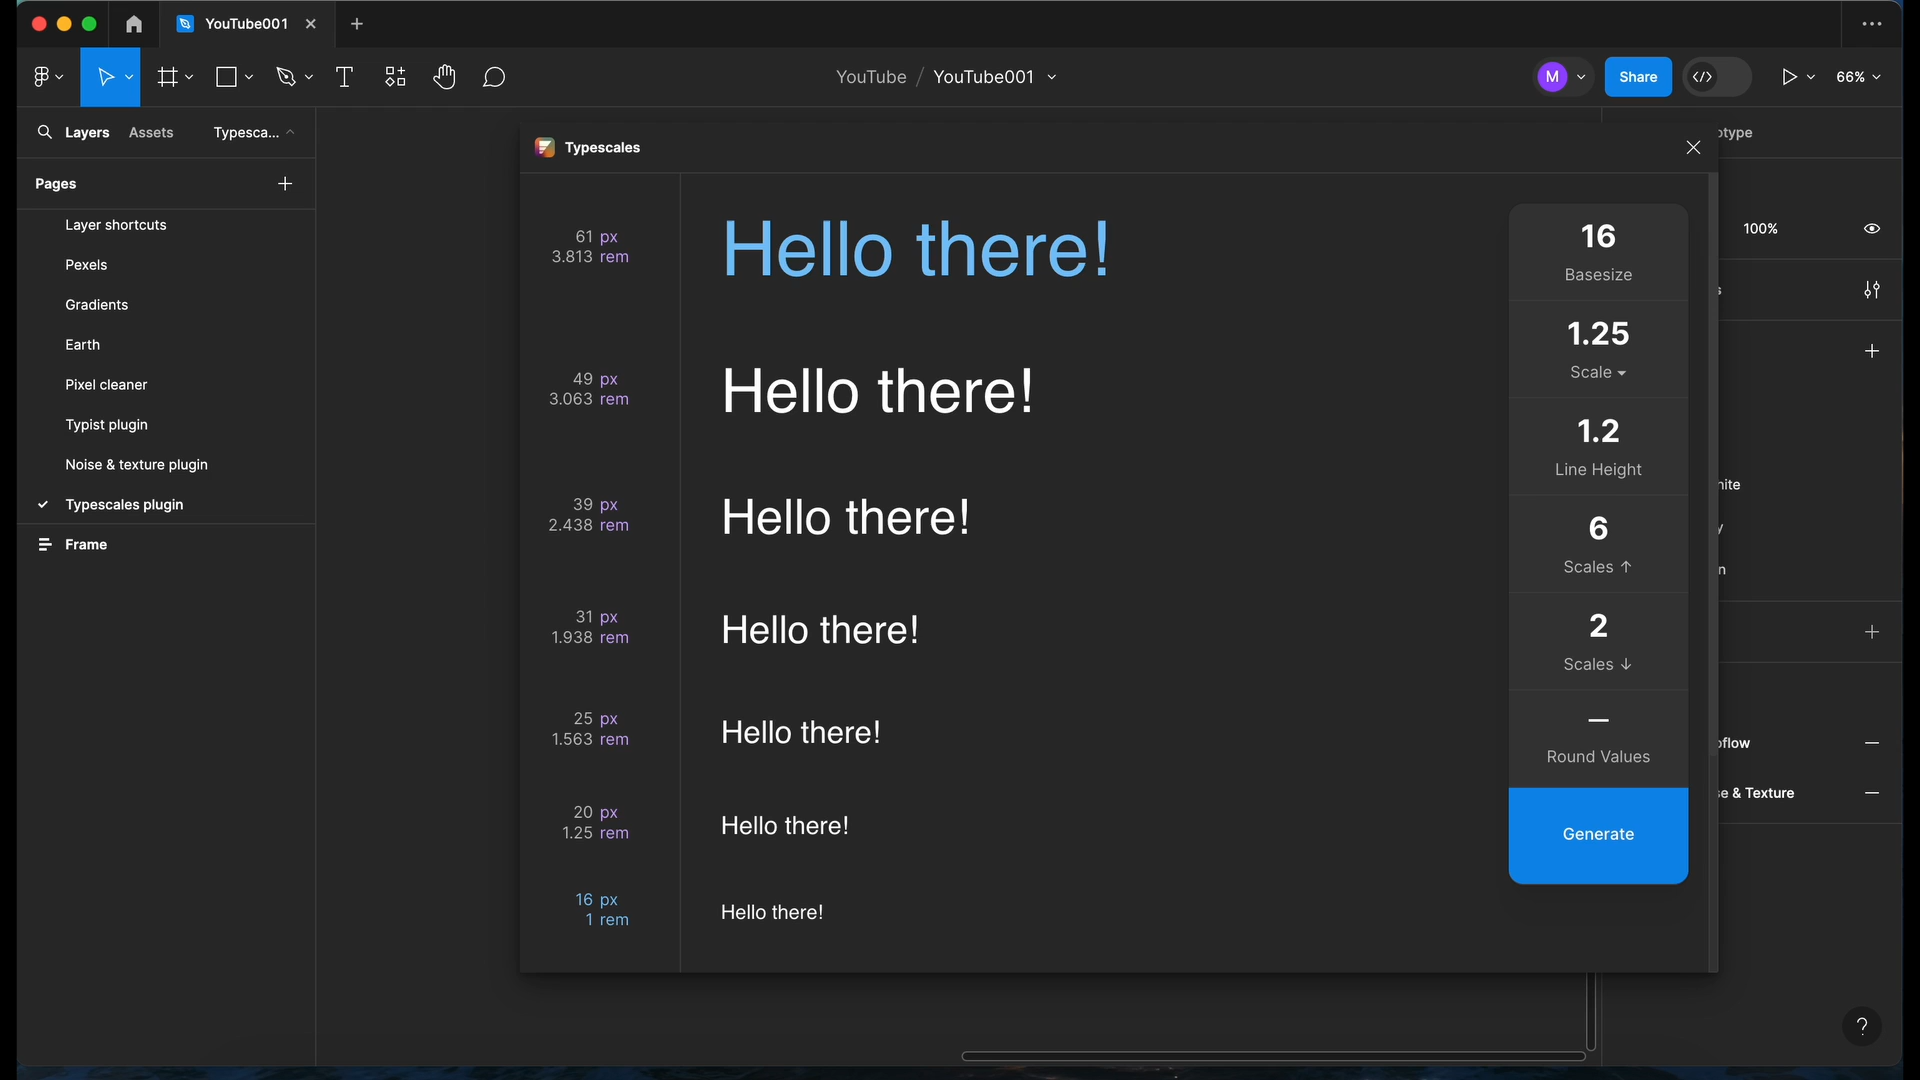 YouTube001
YouTube / YouTube001
M
Share
66%
Layers
Assets
Typesca...
Pages
Layer shortcuts
Pexels
Gradients
Earth
Pixel cleaner
Typist plugin
Noise & texture plugin
Typescales plugin
Frame
Typescales
61 px
3.813 rem
Hello there!
49 px
3.063 rem
Hello there!
39 px
2.438 rem
Hello there!
31 px
1.938 rem
Hello there!
25 px
1.563 rem
Hello there!
20 px
1.25 rem
Hello there!
16 px
1 rem
Hello there!
16
Basesize
1.25
Scale
1.2
Line Height
6
Scales ↑
2
Scales ↓
—
Round Values
Generate
otype
100%
s
nite
y
n
oflow
se & Texture
?